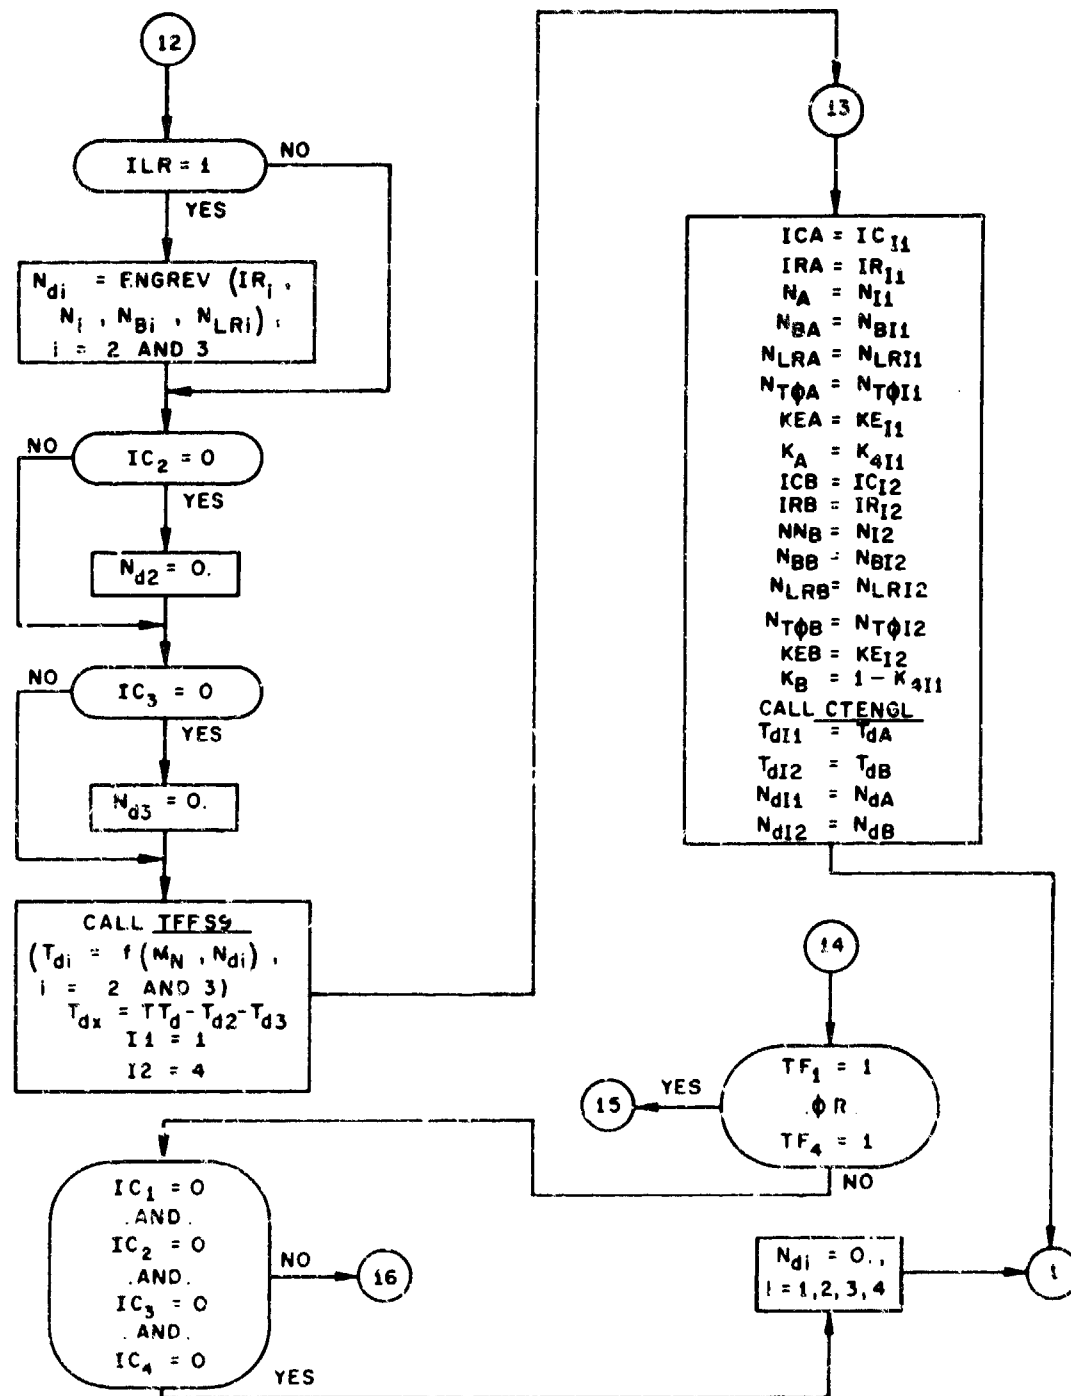 12
ILR = 1
NO
YES
N_di = ENGREV (IR_i ,
N_i , N_Bi , N_LRi) ,
i = 2 AND 3
NO
IC_2 = 0
YES
N_d2 = 0.
NO
IC_3 = 0
YES
N_d3 = 0.
CALL TFFS9
(T_di = f (M_N , N_di) ,
i = 2 AND 3)
T_dx = TT_d - T_d2 - T_d3
I1 = 1
I2 = 4
13
ICA = IC_I1
IRA = IR_I1
N_A = N_I1
N_BA = N_BI1
N_LRA = N_LRI1
N_TϕA = N_TϕI1
KEA = KE_I1
K_A = K_4I1
ICB = IC_I2
IRB = IR_I2
NN_B = N_I2
N_BB = N_BI2
N_LRB = N_LRI2
N_TϕB = N_TϕI2
KEB = KE_I2
K_B = 1 - K_4I1
CALL CTENGL
T_dI1 = T_dA
T_dI2 = T_dB
N_dI1 = N_dA
N_dI2 = N_dB
14
TF_1 = 1
.ϕR.
TF_4 = 1
YES
15
NO
IC_1 = 0
.AND.
IC_2 = 0
.AND.
IC_3 = 0
.AND.
IC_4 = 0
NO
16
YES
N_di = 0.,
i = 1,2,3,4
1